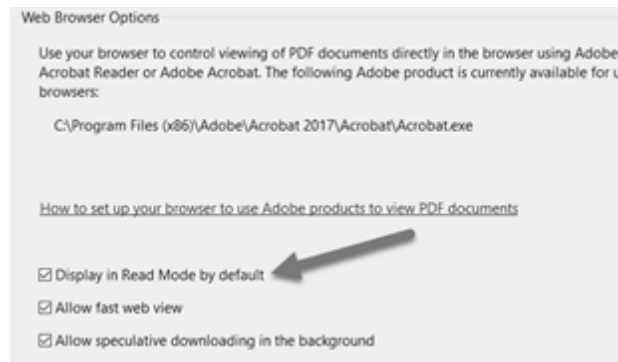 Web Browser Options
Use your browser to control viewing of PDF documents directly in the browser using Adobe
Acrobat Reader or Adobe Acrobat. The following Adobe product is currently available for
browsers:
C:\Program Files (x86)\Adobe\Acrobat 2017\Acrobat\Acrobat.exe
How to set up your browser to use Adobe products to view PDF documents
Display in Read Mode by default
Allow fast web view
Allow speculative downloading in the background